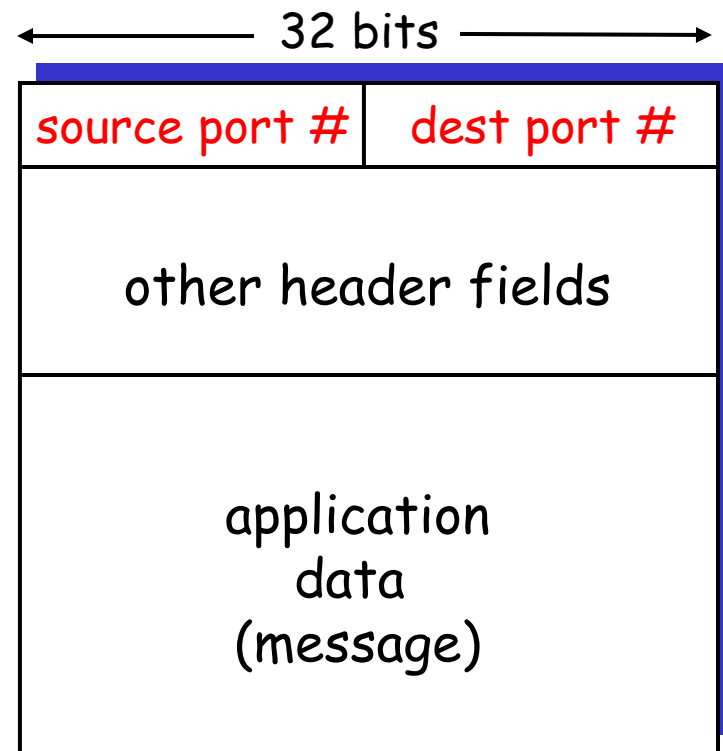 32 bits
source port # dest port #
other header fields
application
data
(message)